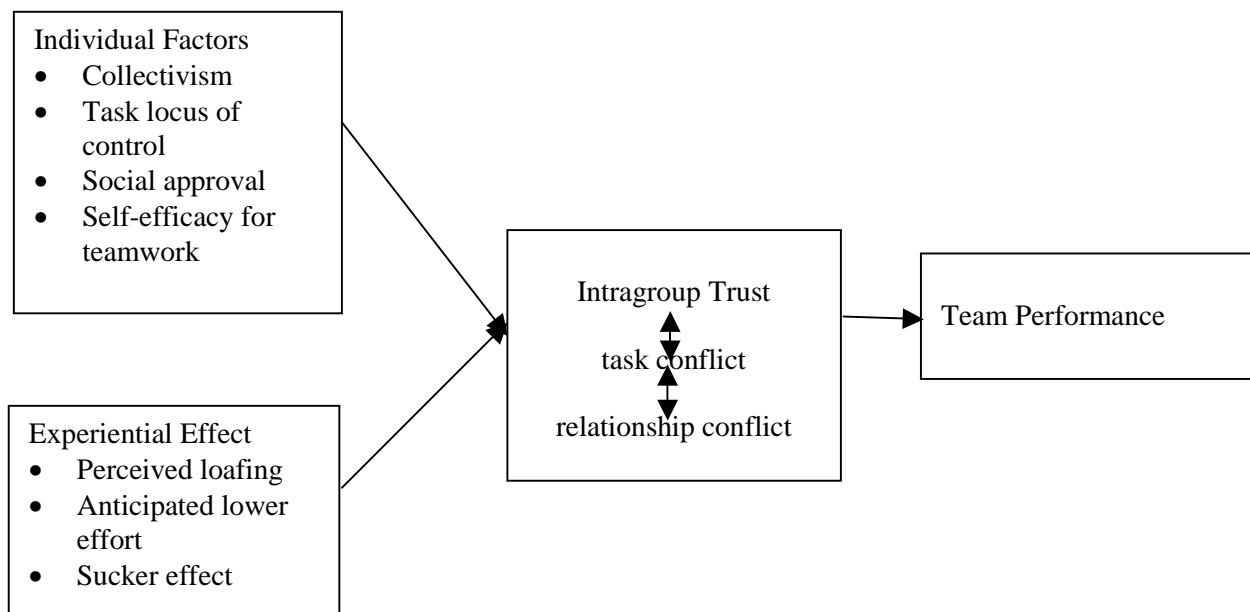 Individual Factors
• Collectivism
• Task locus of
control
• Social approval
• Self-efficacy for
teamwork
Intragroup Trust
task conflict
relationship conflict
Team Performance
Experiential Effect
• Perceived loafing
• Anticipated lower
effort
• Sucker effect